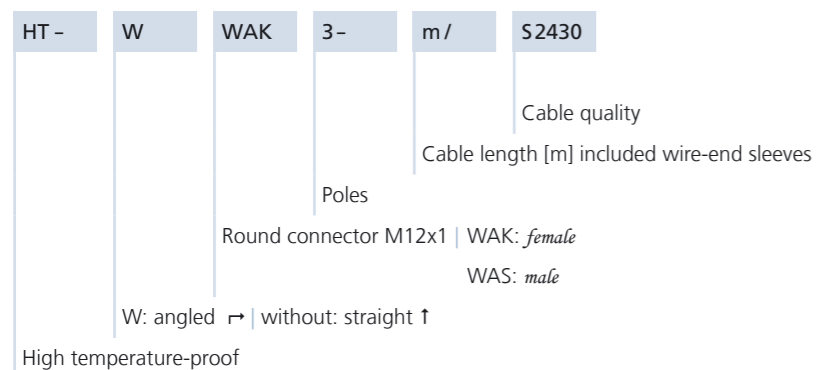 HT – W WAK 3 – m / S2430
Cable quality
Cable length [m] included wire-end sleeves
Poles
Round connector M12x1 | WAK: female
WAS: male
W: angled ↱ | without: straight ↑
High temperature-proof